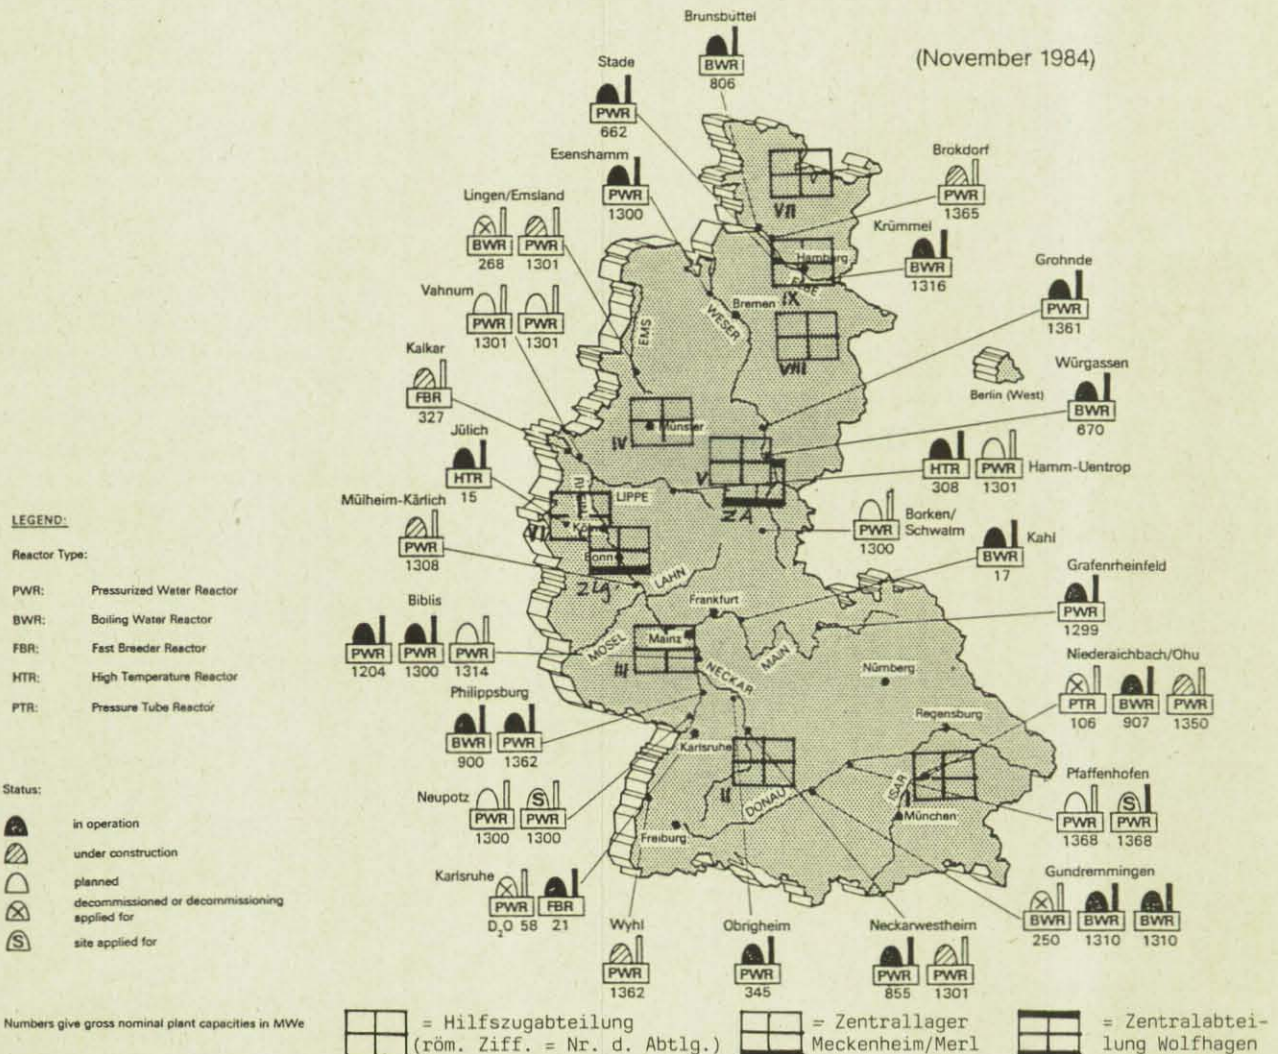 (November 1984)
Brunsbüttel
BWR
806
Stade
PWR
662
Esenshamm
PWR
1300
Brokdorf
PWR
1365
Lingen/Emsland
BWR PWR
268 1301
Krümmel
BWR
1316
Grohnde
PWR
1361
Vahnum
PWR PWR
1301 1301
Kalkar
FBR
327
Würgassen
BWR
670
Berlin (West)
Jülich
HTR
15
HTR PWR Hamm-Uentrop
308 1301
Mülheim-Kärlich
PWR
1308
Borken/
Schwalm
PWR
1300
Kahl
BWR
17
Grafenrheinfeld
PWR
1299
Biblis
PWR PWR PWR
1204 1300 1314
Niederaichbach/Ohu
PTR BWR PWR
106 907 1350
Philippsburg
BWR PWR
900 1362
Pfaffenhofen
PWR PWR
1368 1368
Neupotz
S
PWR PWR
1300 1300
Gundremmingen
BWR BWR BWR
250 1310 1310
Karlsruhe
PWR FBR
D₂O 58 21
Wyhl
PWR
1362
Obrigheim
PWR
345
Neckarwestheim
PWR PWR
855 1301
VII
Hamburg
ELBE
IX
Bremen
WESER
EMS
VIII
Münster
IV
V
ZA
LIPPE
VI
Bonn
Zlg.
LAHN
Frankfurt
MOSEL
Mainz
III
MAIN
NECKAR
Nürnberg
Regensburg
Karlsruhe
II
DONAU
ISAR
I
München
Freiburg
LEGEND:
Reactor Type:
PWR: Pressurized Water Reactor
BWR: Boiling Water Reactor
FBR: Fast Breeder Reactor
HTR: High Temperature Reactor
PTR: Pressure Tube Reactor
Status:
in operation
under construction
planned
decommissioned or decommissioning
applied for
S site applied for
Numbers give gross nominal plant capacities in MWe
= Hilfszugabteilung
(röm. Ziff. = Nr. d. Abtlg.)
= Zentrallager
Meckenheim/Merl
= Zentralabtei-
lung Wolfhagen